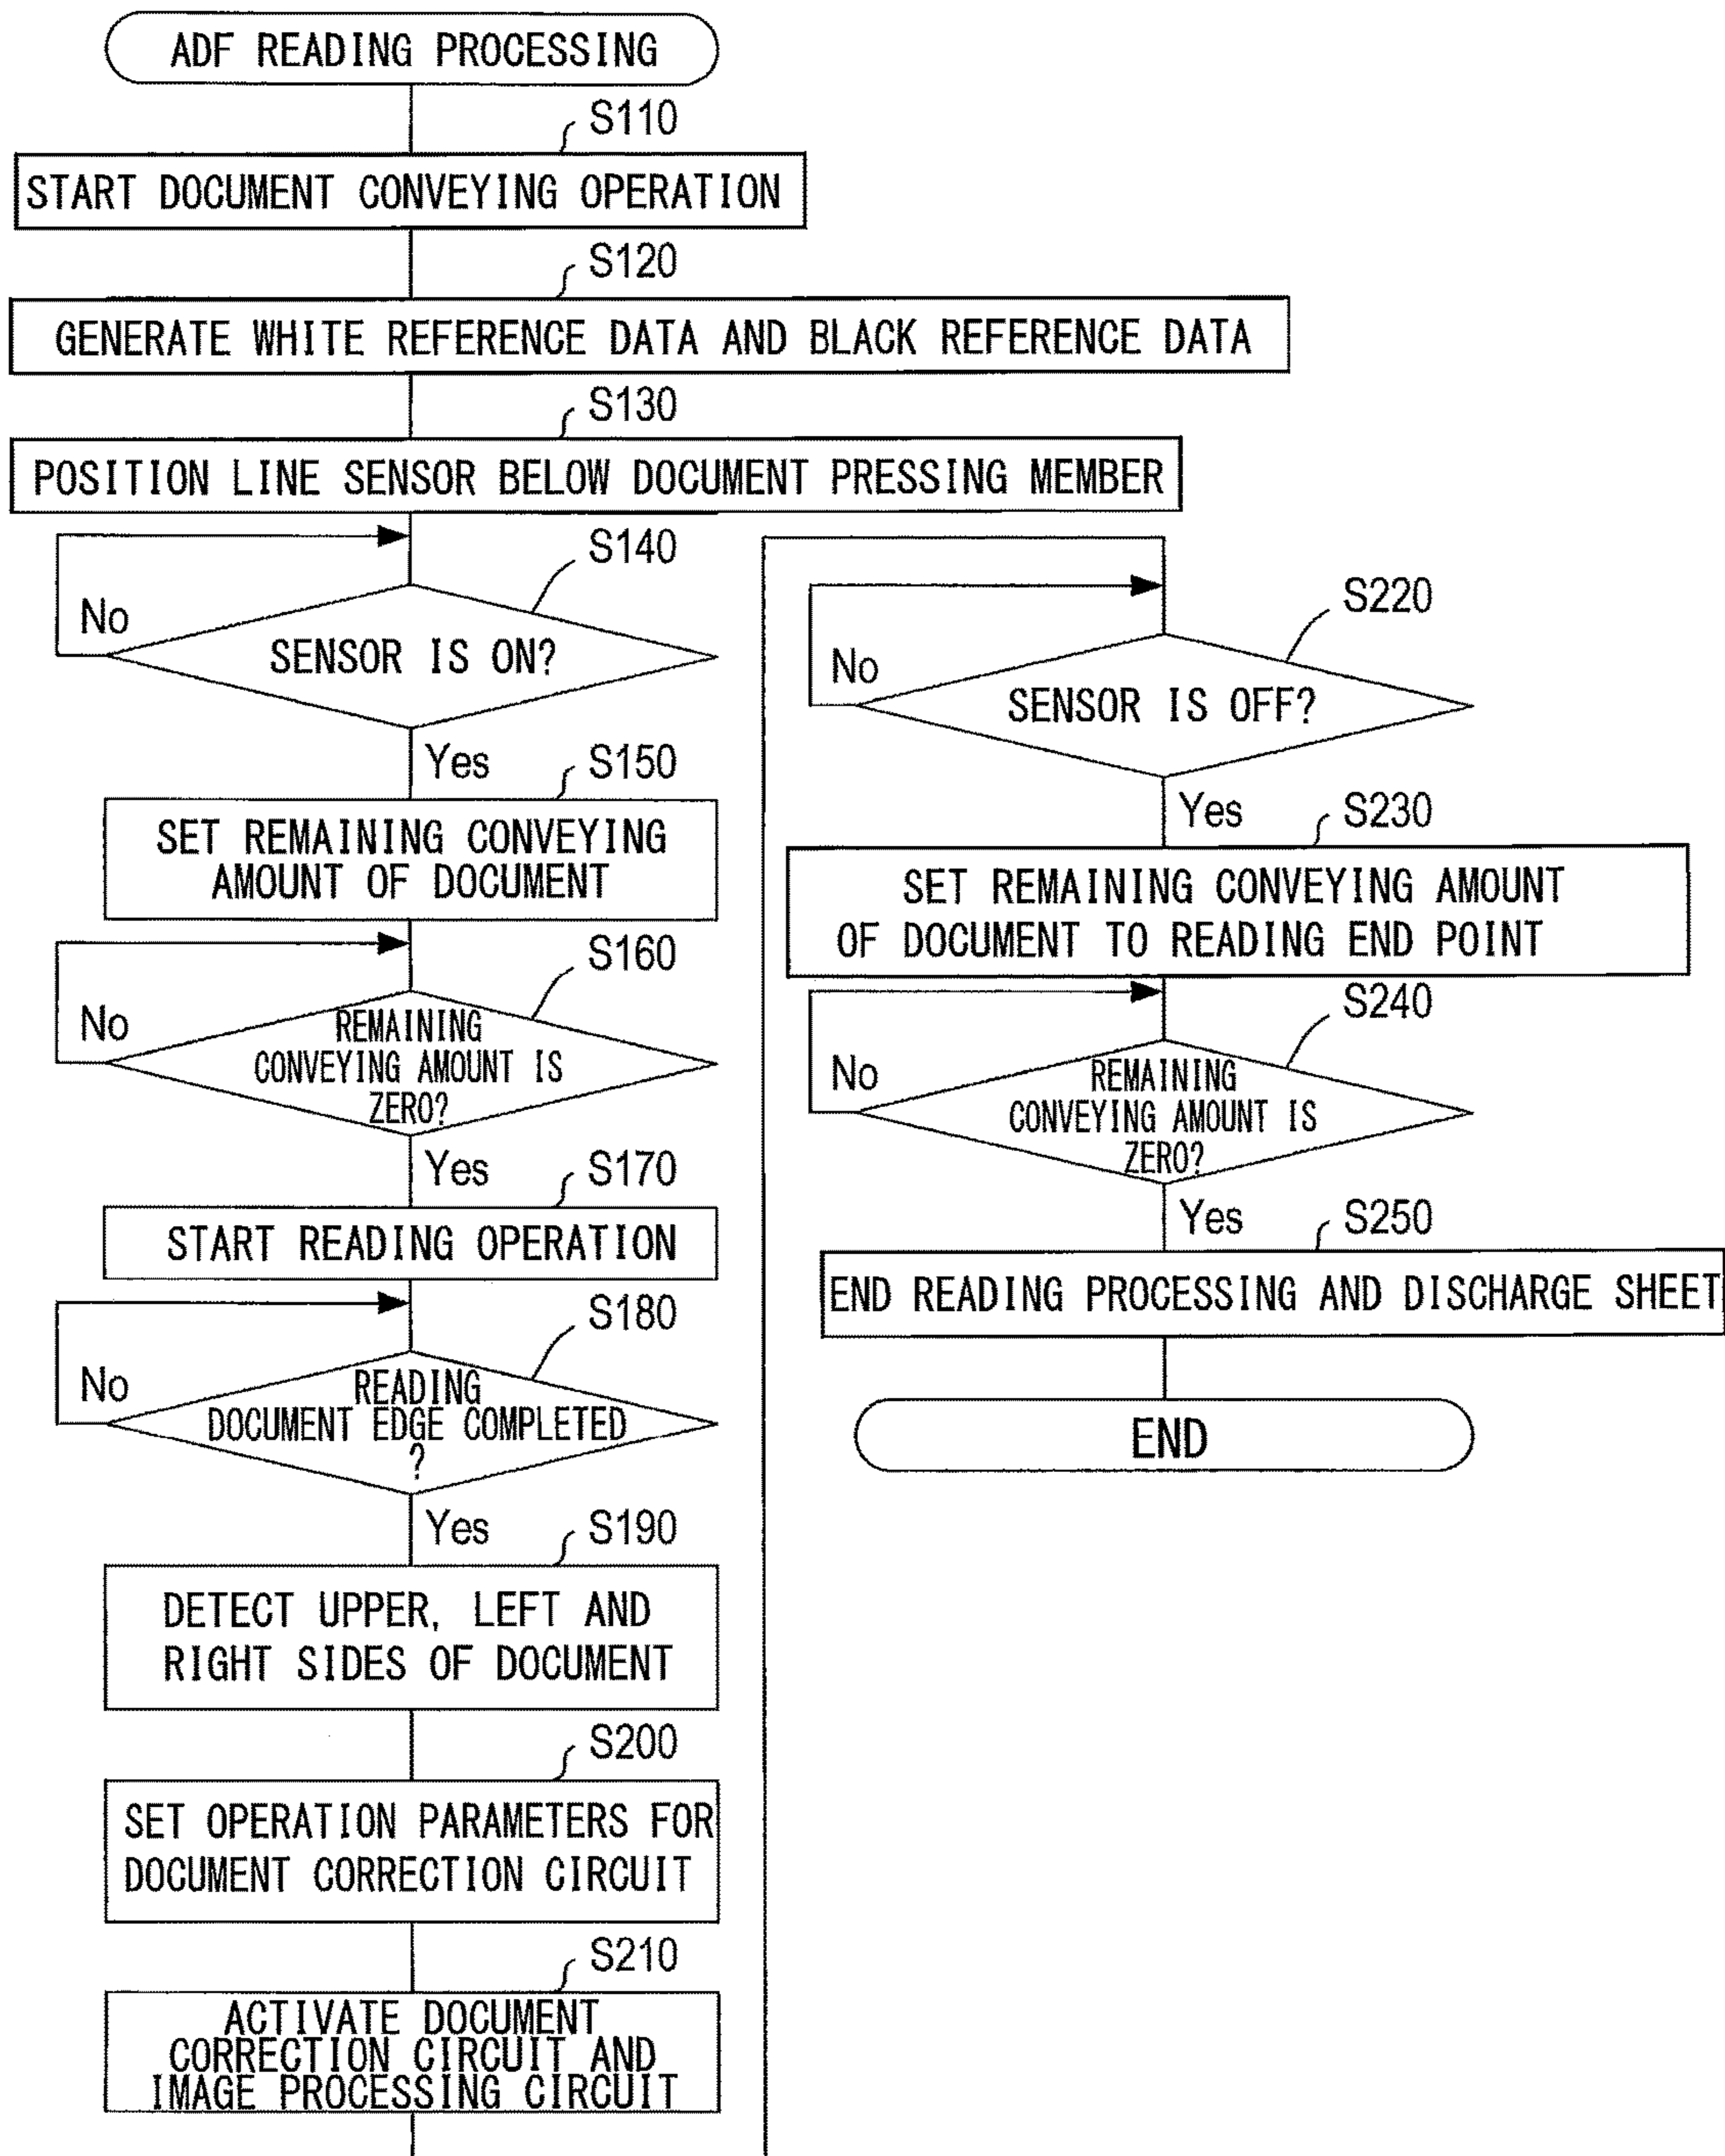 ADF READING PROCESSING
S110
START DOCUMENT CONVEYING OPERATION
S120
GENERATE WHITE REFERENCE DATA AND BLACK REFERENCE DATA
S130
POSITION LINE SENSOR BELOW DOCUMENT PRESSING MEMBER
S140
No
SENSOR IS ON?
Yes
S150
SET REMAINING CONVEYING
AMOUNT OF DOCUMENT
S160
No
REMAINING
CONVEYING AMOUNT IS
ZERO?
Yes
S170
START READING OPERATION
S180
No
READING
DOCUMENT EDGE COMPLETED
?
Yes
S190
DETECT UPPER, LEFT AND
RIGHT SIDES OF DOCUMENT
S200
SET OPERATION PARAMETERS FOR
DOCUMENT CORRECTION CIRCUIT
S210
ACTIVATE DOCUMENT
CORRECTION CIRCUIT AND
IMAGE PROCESSING CIRCUIT
S220
No
SENSOR IS OFF?
Yes
S230
SET REMAINING CONVEYING AMOUNT
OF DOCUMENT TO READING END POINT
S240
No
REMAINING
CONVEYING AMOUNT IS
ZERO?
Yes
S250
END READING PROCESSING AND DISCHARGE SHEET
END